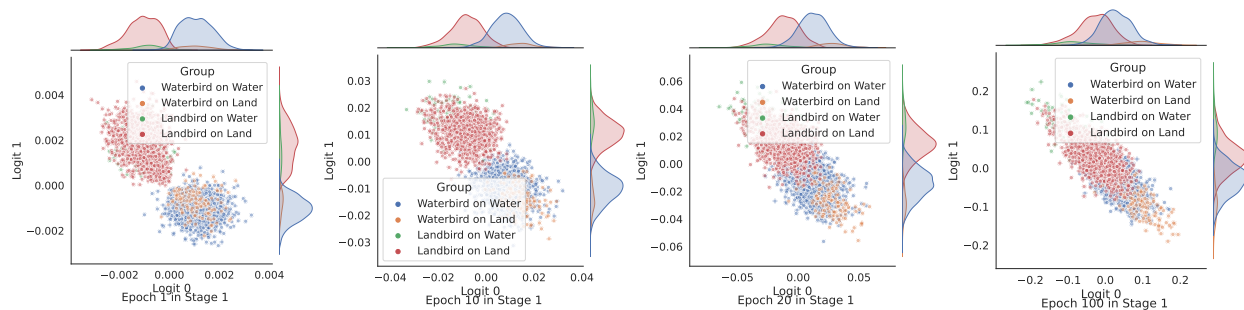 Group
Waterbird on Water
Waterbird on Land
Landbird on Water
Landbird on Land
0.004
0.002
0.000
−0.002
Logit 1
−0.002
0.000
0.002
0.004
Logit 0
Epoch 1 in Stage 1
0.03
0.02
0.01
0.00
−0.01
−0.02
−0.03
Logit 1
Group
Waterbird on Water
Waterbird on Land
Landbird on Water
Landbird on Land
−0.04
−0.02
0.00
0.02
0.04
Logit 0
Epoch 10 in Stage 1
Group
Waterbird on Water
Waterbird on Land
Landbird on Water
Landbird on Land
0.06
0.04
0.02
0.00
−0.02
−0.04
−0.06
Logit 1
−0.05
0.00
0.05
Logit 0
Epoch 20 in Stage 1
Group
Waterbird on Water
Waterbird on Land
Landbird on Water
Landbird on Land
0.2
0.1
0.0
−0.1
−0.2
Logit 1
−0.2
−0.1
0.0
0.1
0.2
Logit 0
Epoch 100 in Stage 1